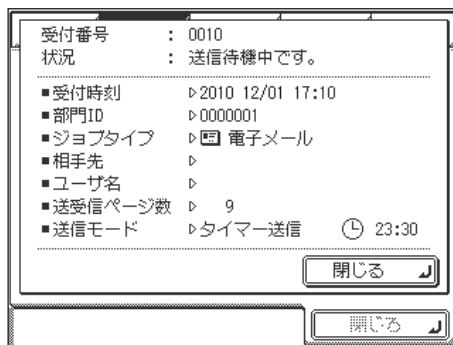 受付番号 : 0010
状況 : 送信待機中です。
■受付時刻 ▷2010 12/01 17:10
■部門ID ▷0000001
■ジョブタイプ ▷ 電子メール
■相手先 ▷
■ユーザ名 ▷
■送受信ページ数 ▷ 9
■送信モード ▷タイマー送信 23:30
閉じる
閉じる